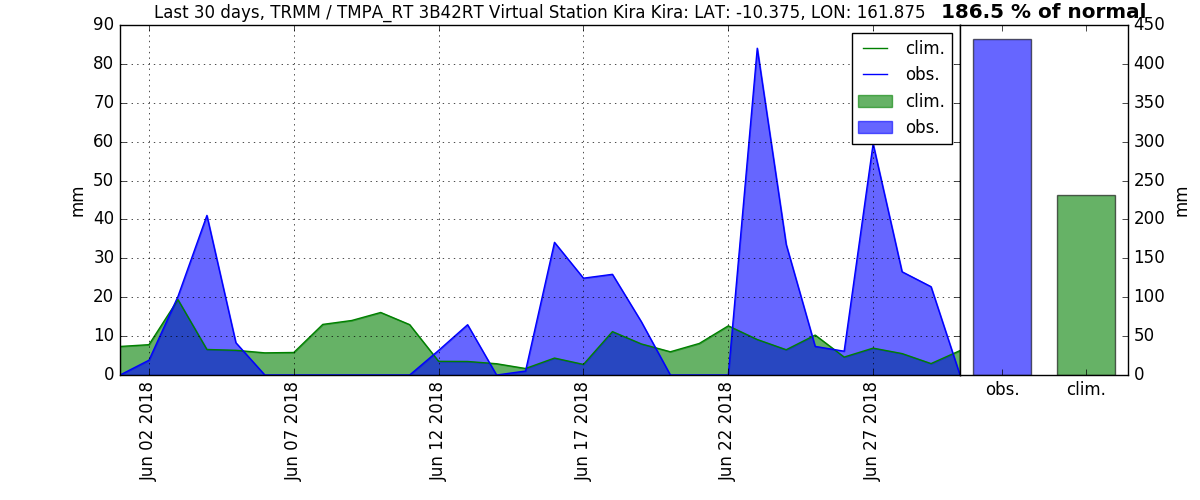 Last 30 days, TRMM / TMPA_RT 3B42RT Virtual Station Kira Kira: LAT: -10.375, LON: 161.875
186.5 % of normal
90
80
70
60
50
40
30
20
10
0
mm
clim.
obs.
clim.
obs.
Jun 02 2018
Jun 07 2018
Jun 12 2018
Jun 17 2018
Jun 22 2018
Jun 27 2018
450
400
350
300
250
200
150
100
50
0
mm
obs.
clim.